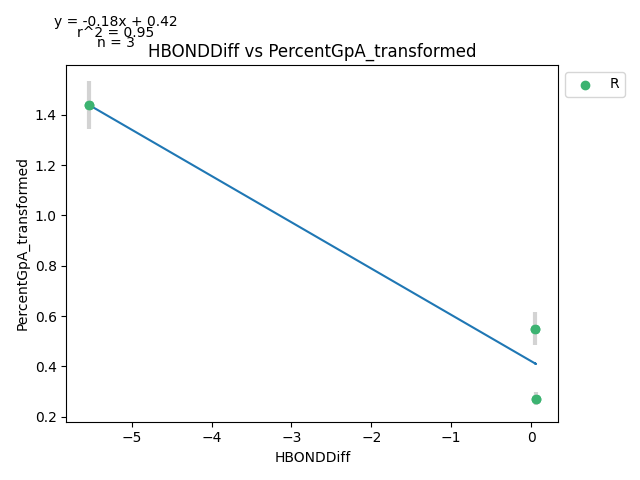 y = -0.18x + 0.42
r^2 = 0.95
n = 3
HBONDDiff vs PercentGpA_transformed
R
PercentGpA_transformed
1.4
1.2
1.0
0.8
0.6
0.4
0.2
−5
−4
−3
−2
−1
0
HBONDDiff